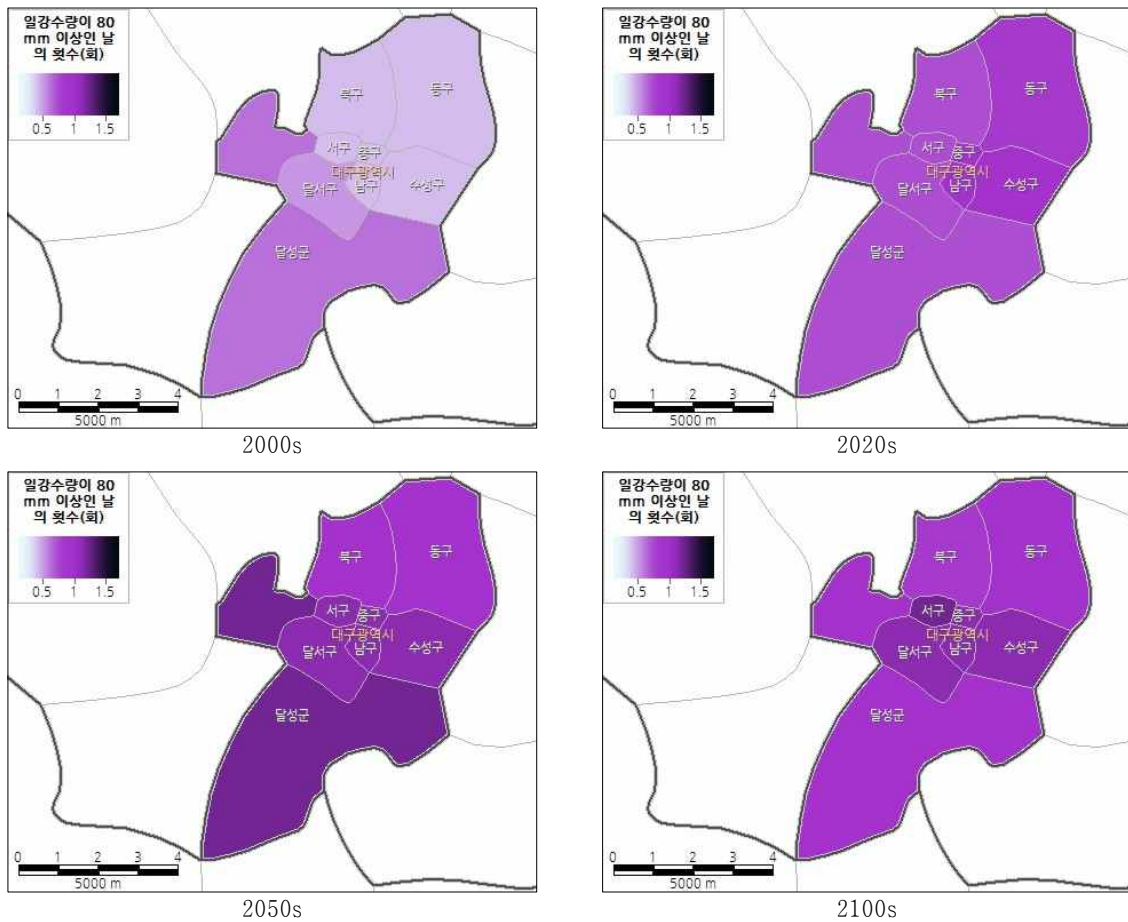 일강수량이 80
mm 이상인 날
의 횟수(회)
0.5 1 1.5
북구
동구
서구
중구
대구광역시
달서구
남구
수성구
달성군
0 1 2 3 4
5000 m
2000s
일강수량이 80
mm 이상인 날
의 횟수(회)
0.5 1 1.5
북구
동구
서구
중구
대구광역시
달서구
남구
수성구
달성군
0 1 2 3 4
5000 m
2020s
일강수량이 80
mm 이상인 날
의 횟수(회)
0.5 1 1.5
북구
동구
서구
중구
대구광역시
달서구
남구
수성구
달성군
0 1 2 3 4
5000 m
2050s
일강수량이 80
mm 이상인 날
의 횟수(회)
0.5 1 1.5
북구
동구
서구
중구
대구광역시
달서구
남구
수성구
달성군
0 1 2 3 4
5000 m
2100s